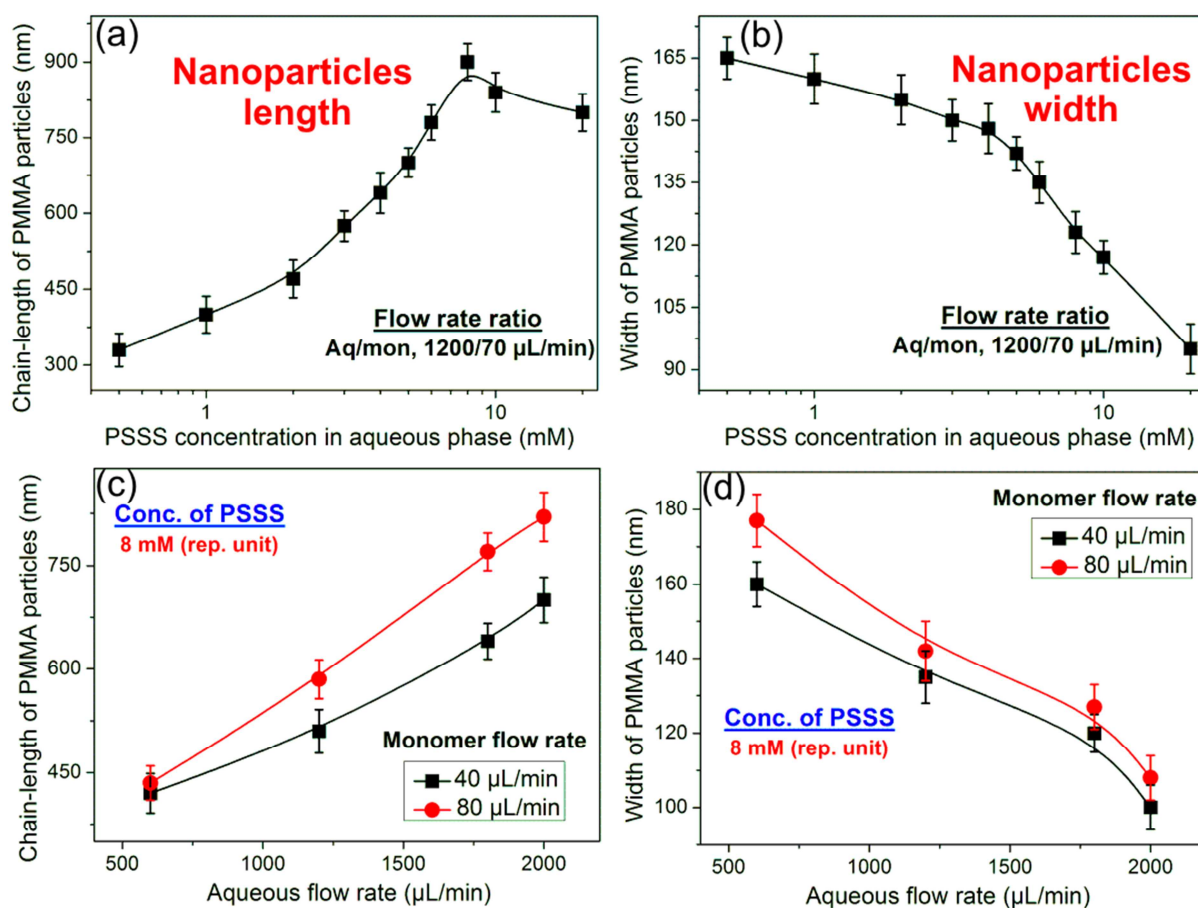 (a)
Nanoparticles
length
Chain-length of PMMA particles (nm)
900
750
600
450
300
Flow rate ratio
Aq/mon, 1200/70 µL/min)
1
10
PSSS concentration in aqueous phase (mM)
(b)
Nanoparticles
width
Width of PMMA particles (nm)
165
150
135
120
105
90
Flow rate ratio
Aq/mon, 1200/70 µL/min)
1
10
PSSS concentration in aqueous phase (mM)
(c)
Conc. of PSSS
8 mM (rep. unit)
Chain-length of PMMA particles (nm)
750
600
450
Monomer flow rate
40 µL/min
80 µL/min
500
1000
1500
2000
Aqueous flow rate (µL/min)
(d)
Monomer flow rate
40 µL/min
80 µL/min
Width of PMMA particles (nm)
180
160
140
120
100
Conc. of PSSS
8 mM (rep. unit)
500
1000
1500
2000
Aqueous flow rate (µL/min)